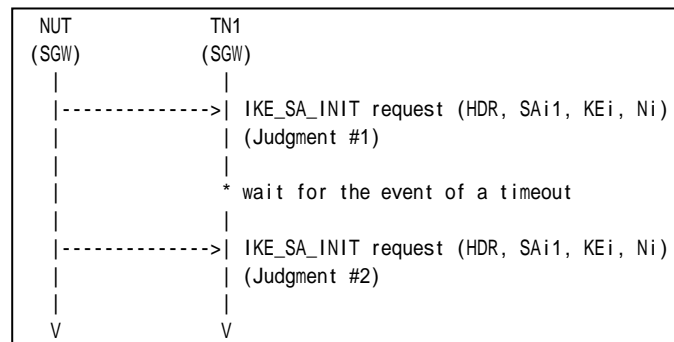 NUT TN1
(SGW) (SGW)
| |
|-------------->| IKE_SA_INIT request (HDR, SAi1, KEi, Ni)
| | (Judgment #1)
| |
| * wait for the event of a timeout
| |
|-------------->| IKE_SA_INIT request (HDR, SAi1, KEi, Ni)
| | (Judgment #2)
| |
V V